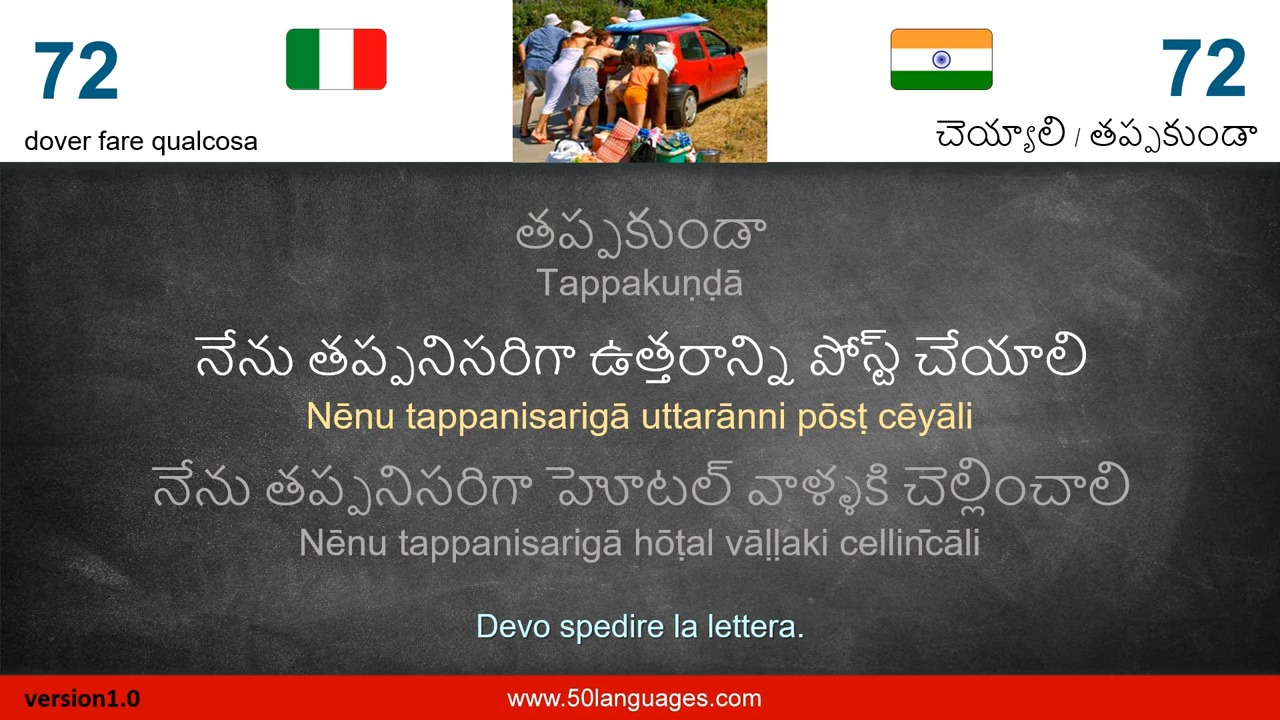 72
72
dover fare qualcosa
చెయ్యాలి / తప్పకుండా
తప్పకుండా
Tappakuṇḍā
నేను తప్పనిసరిగా ఉత్తరాన్ని పోస్ట్ చేయాలి
Nēnu tappanisarigā uttarānni pōsṭ cēyāli
నేను తప్పనిసరిగా హొూటల్ వాళ్ళకి చెల్లించాలి
Nēnu tappanisarigā hōṭal vāḷḷaki cellin̄cāli
Devo spedire la lettera.
version1.0
www.50languages.com